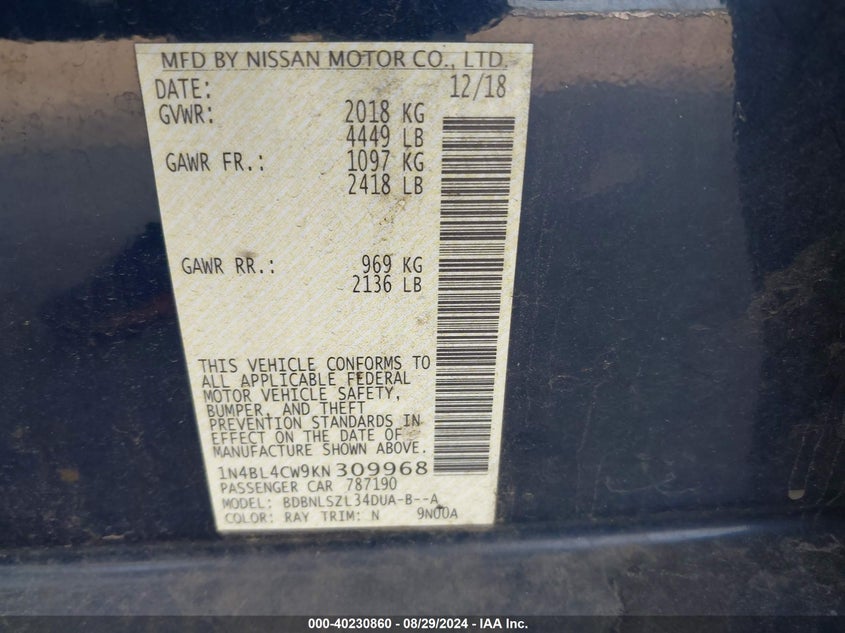 MFD BY NISSAN MOTOR CO., LTD.
DATE: 12/18
GVWR: 2018 KG
4449 LB
GAWR FR.: 1097 KG
2418 LB
GAWR RR.: 969 KG
2136 LB
THIS VEHICLE CONFORMS TO
ALL APPLICABLE FEDERAL
MOTOR VEHICLE SAFETY,
BUMPER, AND THEFT
PREVENTION STANDARDS IN
EFFECT ON THE DATE OF
MANUFACTURE SHOWN ABOVE.
1N4BL4CW9KN309968
PASSENGER CAR 787190
MODEL: BDBNLSZL34DUA-B--A
COLOR: RAY TRIM: N 9N00A
000-40230860 - 08/29/2024 - IAA Inc.